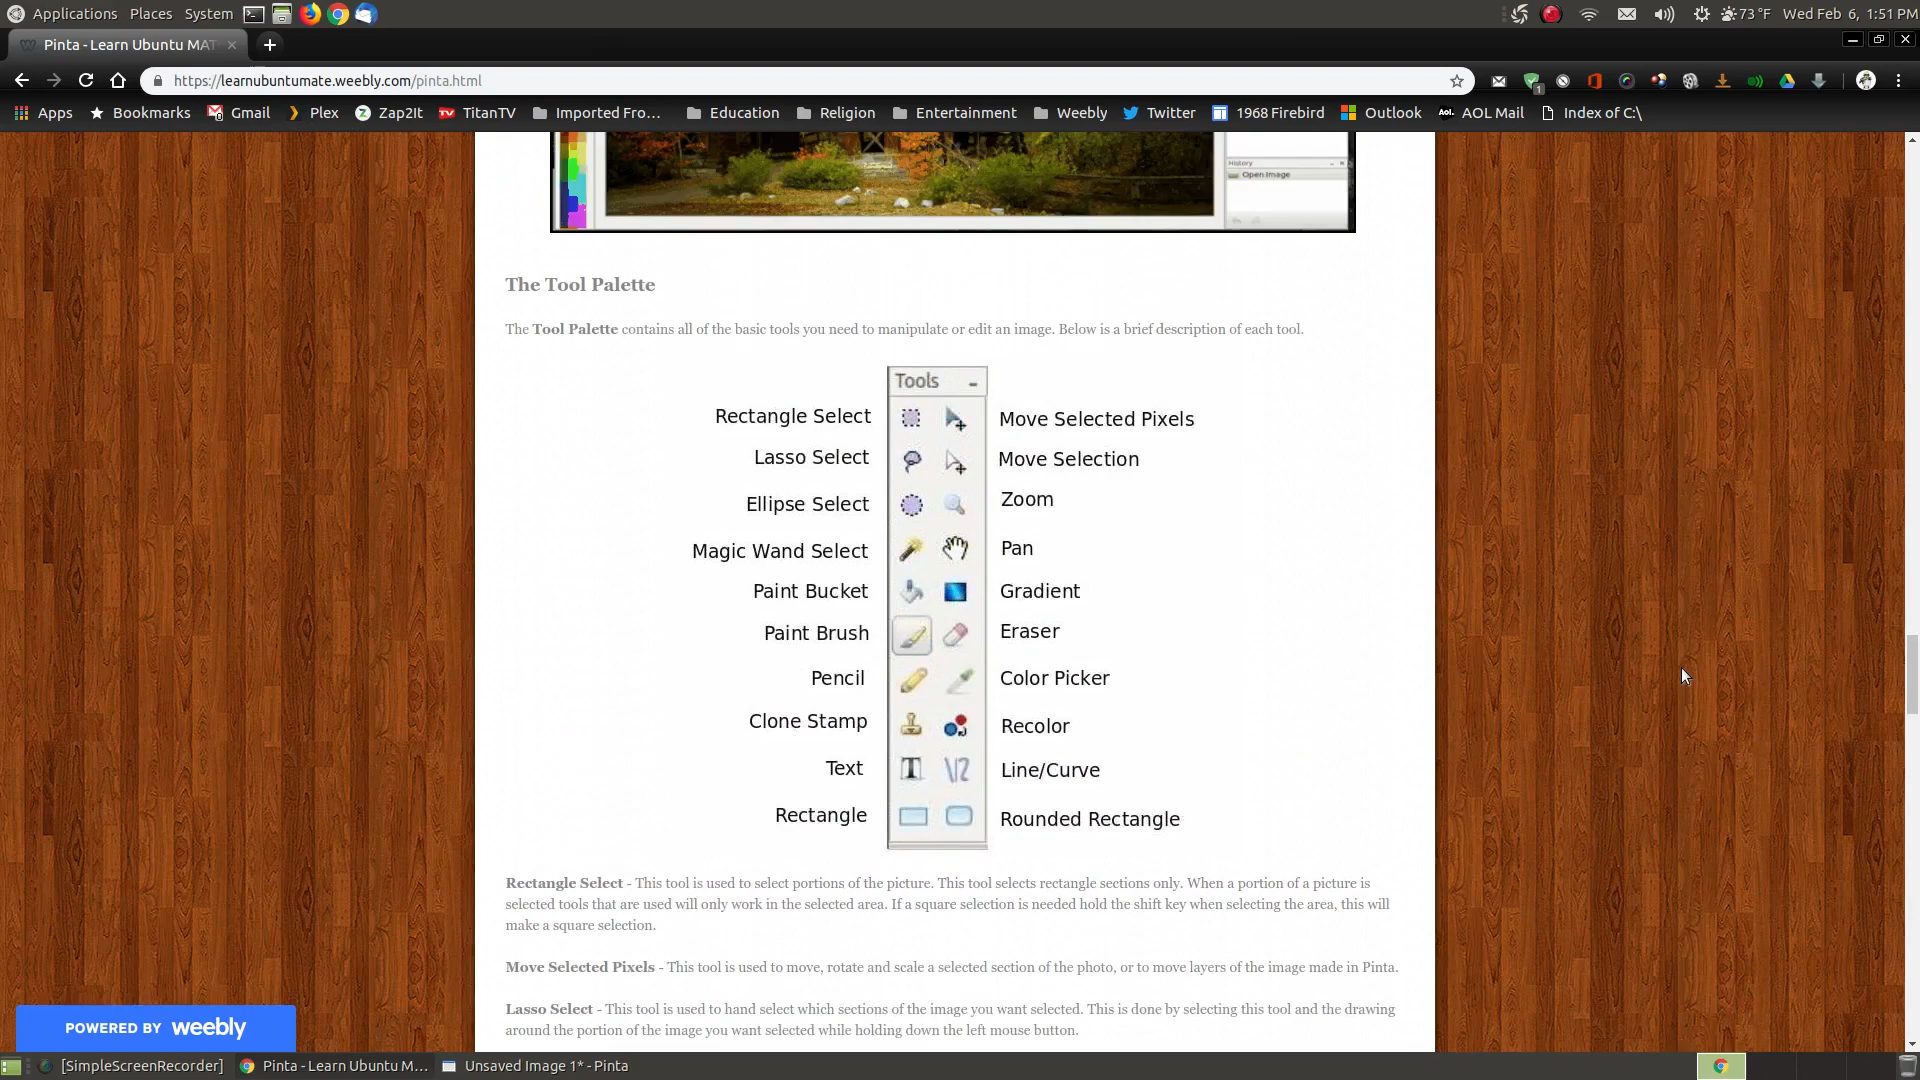 Applications Places System 73 °F Wed Feb 6, 1:51 PM
Pinta - Learn Ubuntu MAT
https://learnubuntumate.weebly.com/pinta.html
1
Apps Bookmarks Gmail Plex Zap2It TitanTV Imported Fro... Education Religion Entertainment Weebly Twitter 1968 Firebird Outlook AOL Mail Index of C:\
History
Open Image
The Tool Palette
The Tool Palette contains all of the basic tools you need to manipulate or edit an image. Below is a brief description of each tool.
Tools
Rectangle Select Move Selected Pixels
Lasso Select Move Selection
Ellipse Select Zoom
Magic Wand Select Pan
Paint Bucket Gradient
Paint Brush Eraser
Pencil Color Picker
Clone Stamp Recolor
Text Line/Curve
Rectangle Rounded Rectangle
Rectangle Select - This tool is used to select portions of the picture. This tool selects rectangle sections only. When a portion of a picture is
selected tools that are used will only work in the selected area. If a square selection is needed hold the shift key when selecting the area, this will
make a square selection.
Move Selected Pixels - This tool is used to move, rotate and scale a selected section of the photo, or to move layers of the image made in Pinta.
Lasso Select - This tool is used to hand select which sections of the image you want selected. This is done by selecting this tool and the drawing
around the portion of the image you want selected while holding down the left mouse button.
POWERED BY weebly
[SimpleScreenRecorder] Pinta - Learn Ubuntu M... Unsaved Image 1* - Pinta